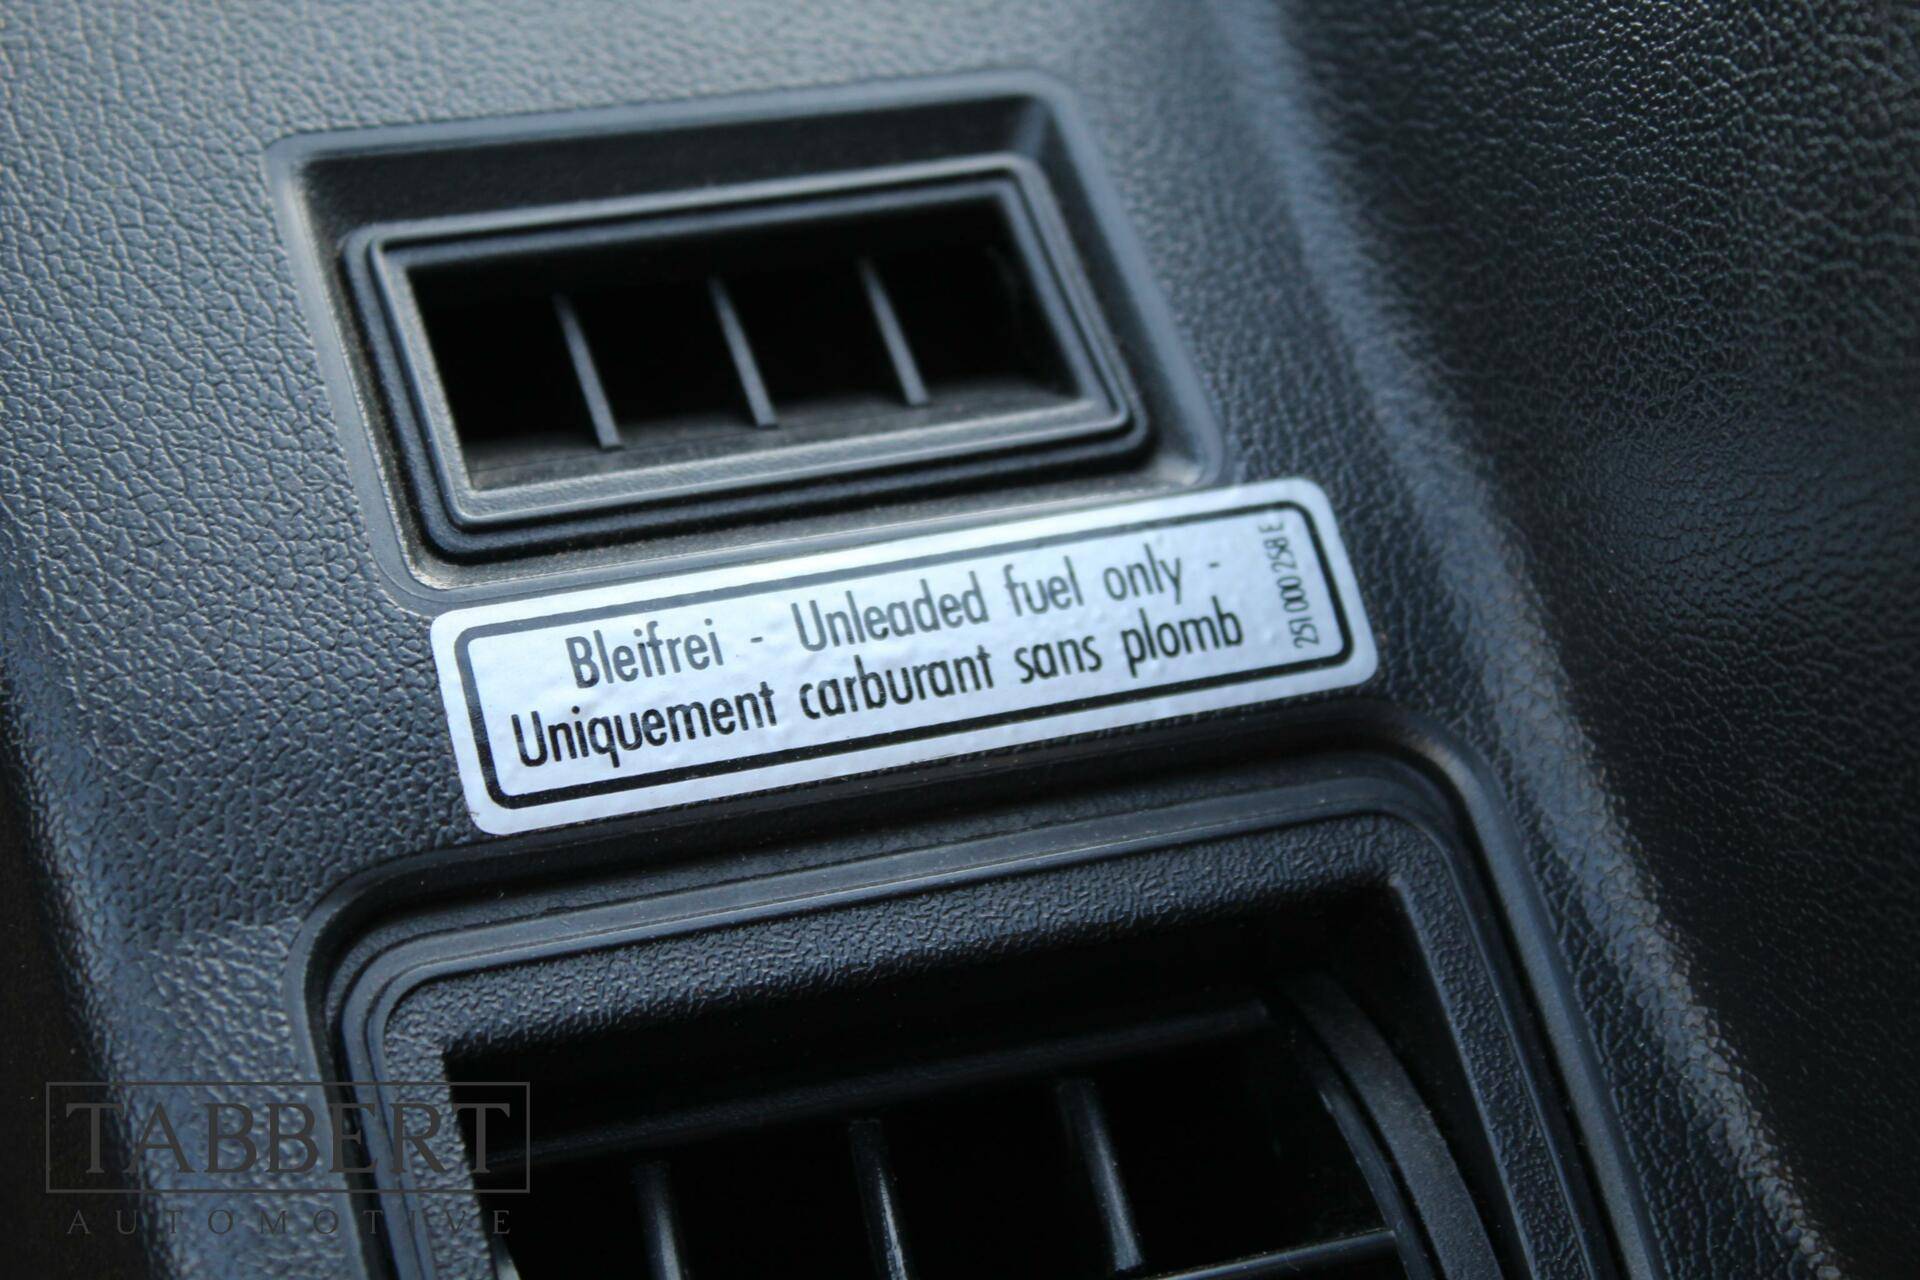 Bleifrei - Unleaded fuel only -
Uniquement carburant sans plomb
251 000 258 E
TABBERT
AUTOMOTIVE